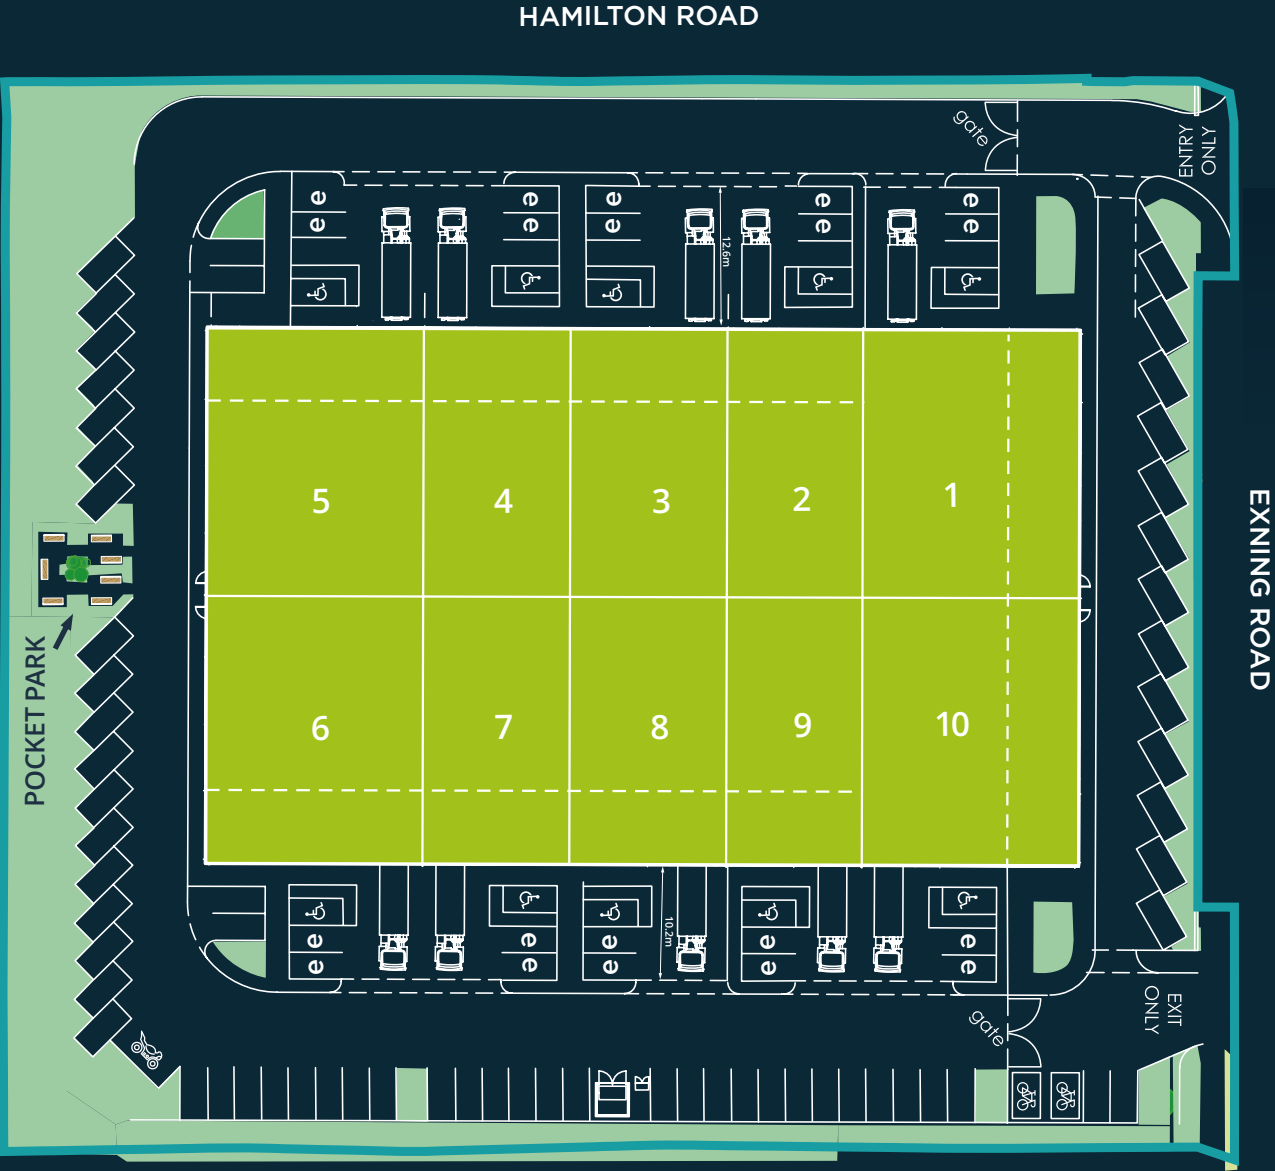 HAMILTON ROAD
gate
ENTRY
ONLY
e e e e e
e e e e e
12.6m
5 4 3 2 1
EXNING ROAD
POCKET PARK
6 7 8 9 10
10.2m
e e e e e
e e e e e
gate
EXIT
ONLY